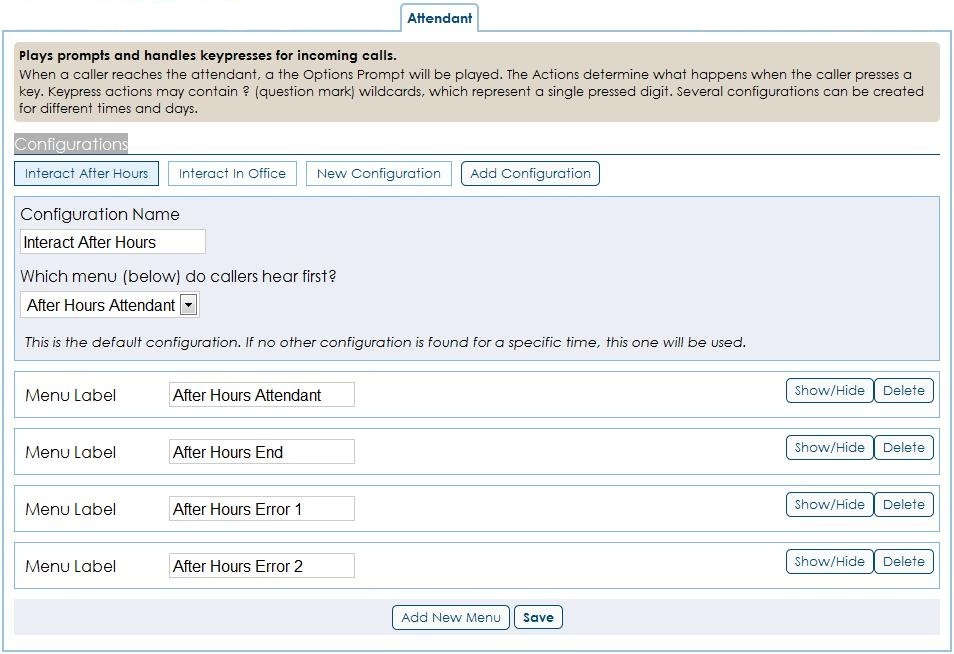 Attendant
Plays prompts and handles keypresses for incoming calls.
When a caller reaches the attendant, a the Options Prompt will be played. The Actions determine what happens when the caller presses a
key. Keypress actions may contain ? (question mark) wildcards, which represent a single pressed digit. Several configurations can be created
for different times and days.
Configurations
Interact After Hours Interact In Office New Configuration Add Configuration
Configuration Name
Interact After Hours
Which menu (below) do callers hear first?
After Hours Attendant
This is the default configuration. If no other configuration is found for a specific time, this one will be used.
Menu Label After Hours Attendant Show/Hide Delete
Menu Label After Hours End Show/Hide Delete
Menu Label After Hours Error 1 Show/Hide Delete
Menu Label After Hours Error 2 Show/Hide Delete
Add New Menu Save